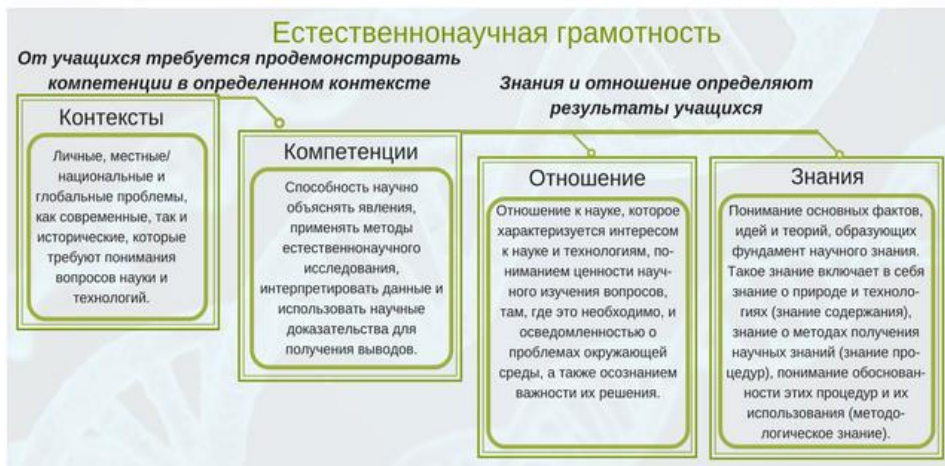 Естественнонаучная грамотность
От учащихся требуется продемонстрировать
компетенции в определенном контексте
Знания и отношение определяют
результаты учащихся
Контексты
Личные, местные/
национальные и
глобальные проблемы,
как современные, так и
исторические, которые
требуют понимания
вопросов науки и
технологий.
Компетенции
Способность научно
объяснять явления,
применять методы
естественнонаучного
исследования,
интерпретировать данные и
использовать научные
доказательства для
получения выводов.
Отношение
Отношение к науке, которое
характеризуется интересом
к науке и технологиям, по-
ниманием ценности науч-
ного изучения вопросов,
там, где это необходимо, и
осведомленностью о
проблемах окружающей
среды, а также осознанием
важности их решения.
Знания
Понимание основных фактов,
идей и теорий, образующих
фундамент научного знания.
Такое знание включает в себя
знание о природе и техноло-
гиях (знание содержания),
знание о методах получения
научных знаний (знание про-
цедур), понимание обоснован-
ности этих процедур и их
использования (методо-
логическое знание).